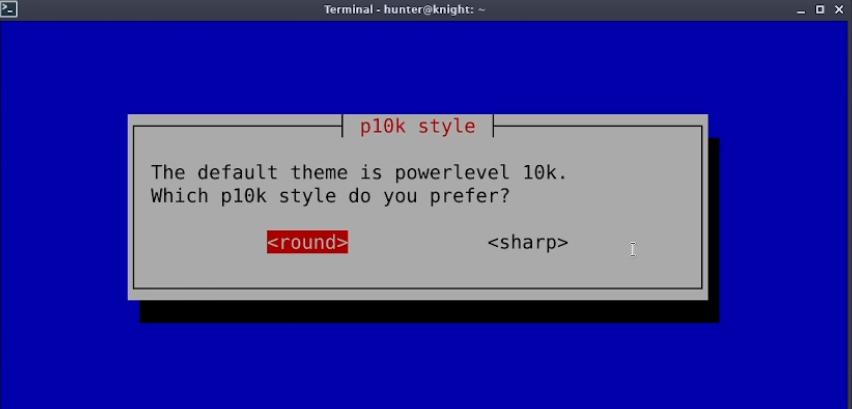 Terminal - hunter@knight: ~
p10k style
The default theme is powerlevel 10k.
Which p10k style do you prefer?
<round> <sharp>